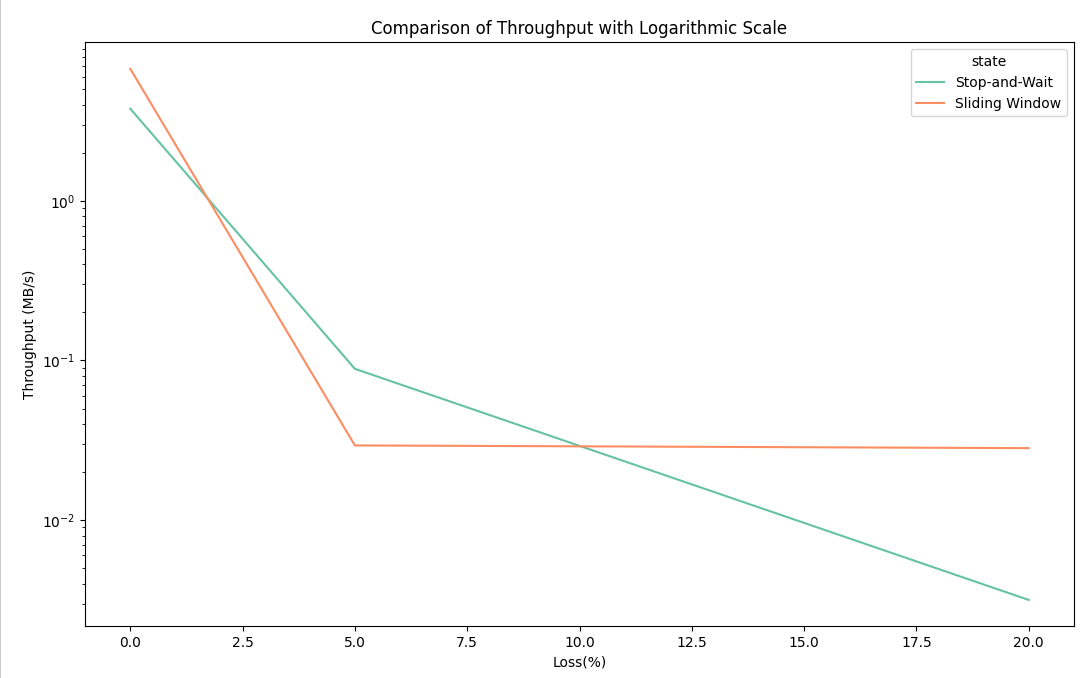 Comparison of Throughput with Logarithmic Scale
state
Stop-and-Wait
Sliding Window
Throughput (MB/s)
10⁰
10⁻¹
10⁻²
0.0 2.5 5.0 7.5 10.0 12.5 15.0 17.5 20.0
Loss(%)